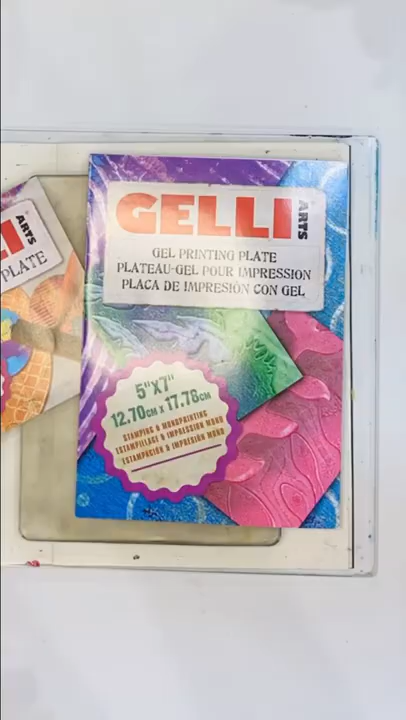 GELLI
ARTS
GEL PRINTING PLATE
PLATEAU-GEL POUR IMPRESSION
PLACA DE IMPRESIÓN CON GEL
5"X7"
12.70CM X 17.78CM
STAMPING & MONOPRINTING
ESTAMPILLAGE & IMPRESSION MONO
ESTAMPACIÓN & IMPRESIÓN MONO
LI
ARTS
PLATE